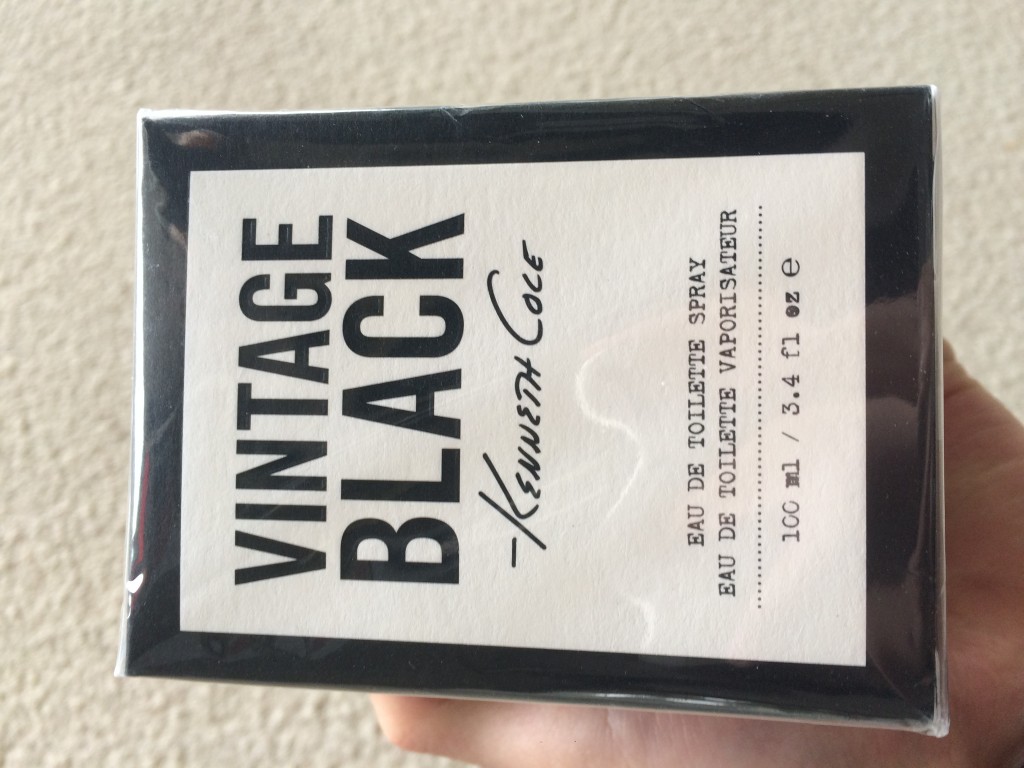 VINTAGE
BLACK
-KENNETH COLE
EAU DE TOILETTE SPRAY
EAU DE TOILETTE VAPORISATEUR
100 ml / 3.4 fl oz e